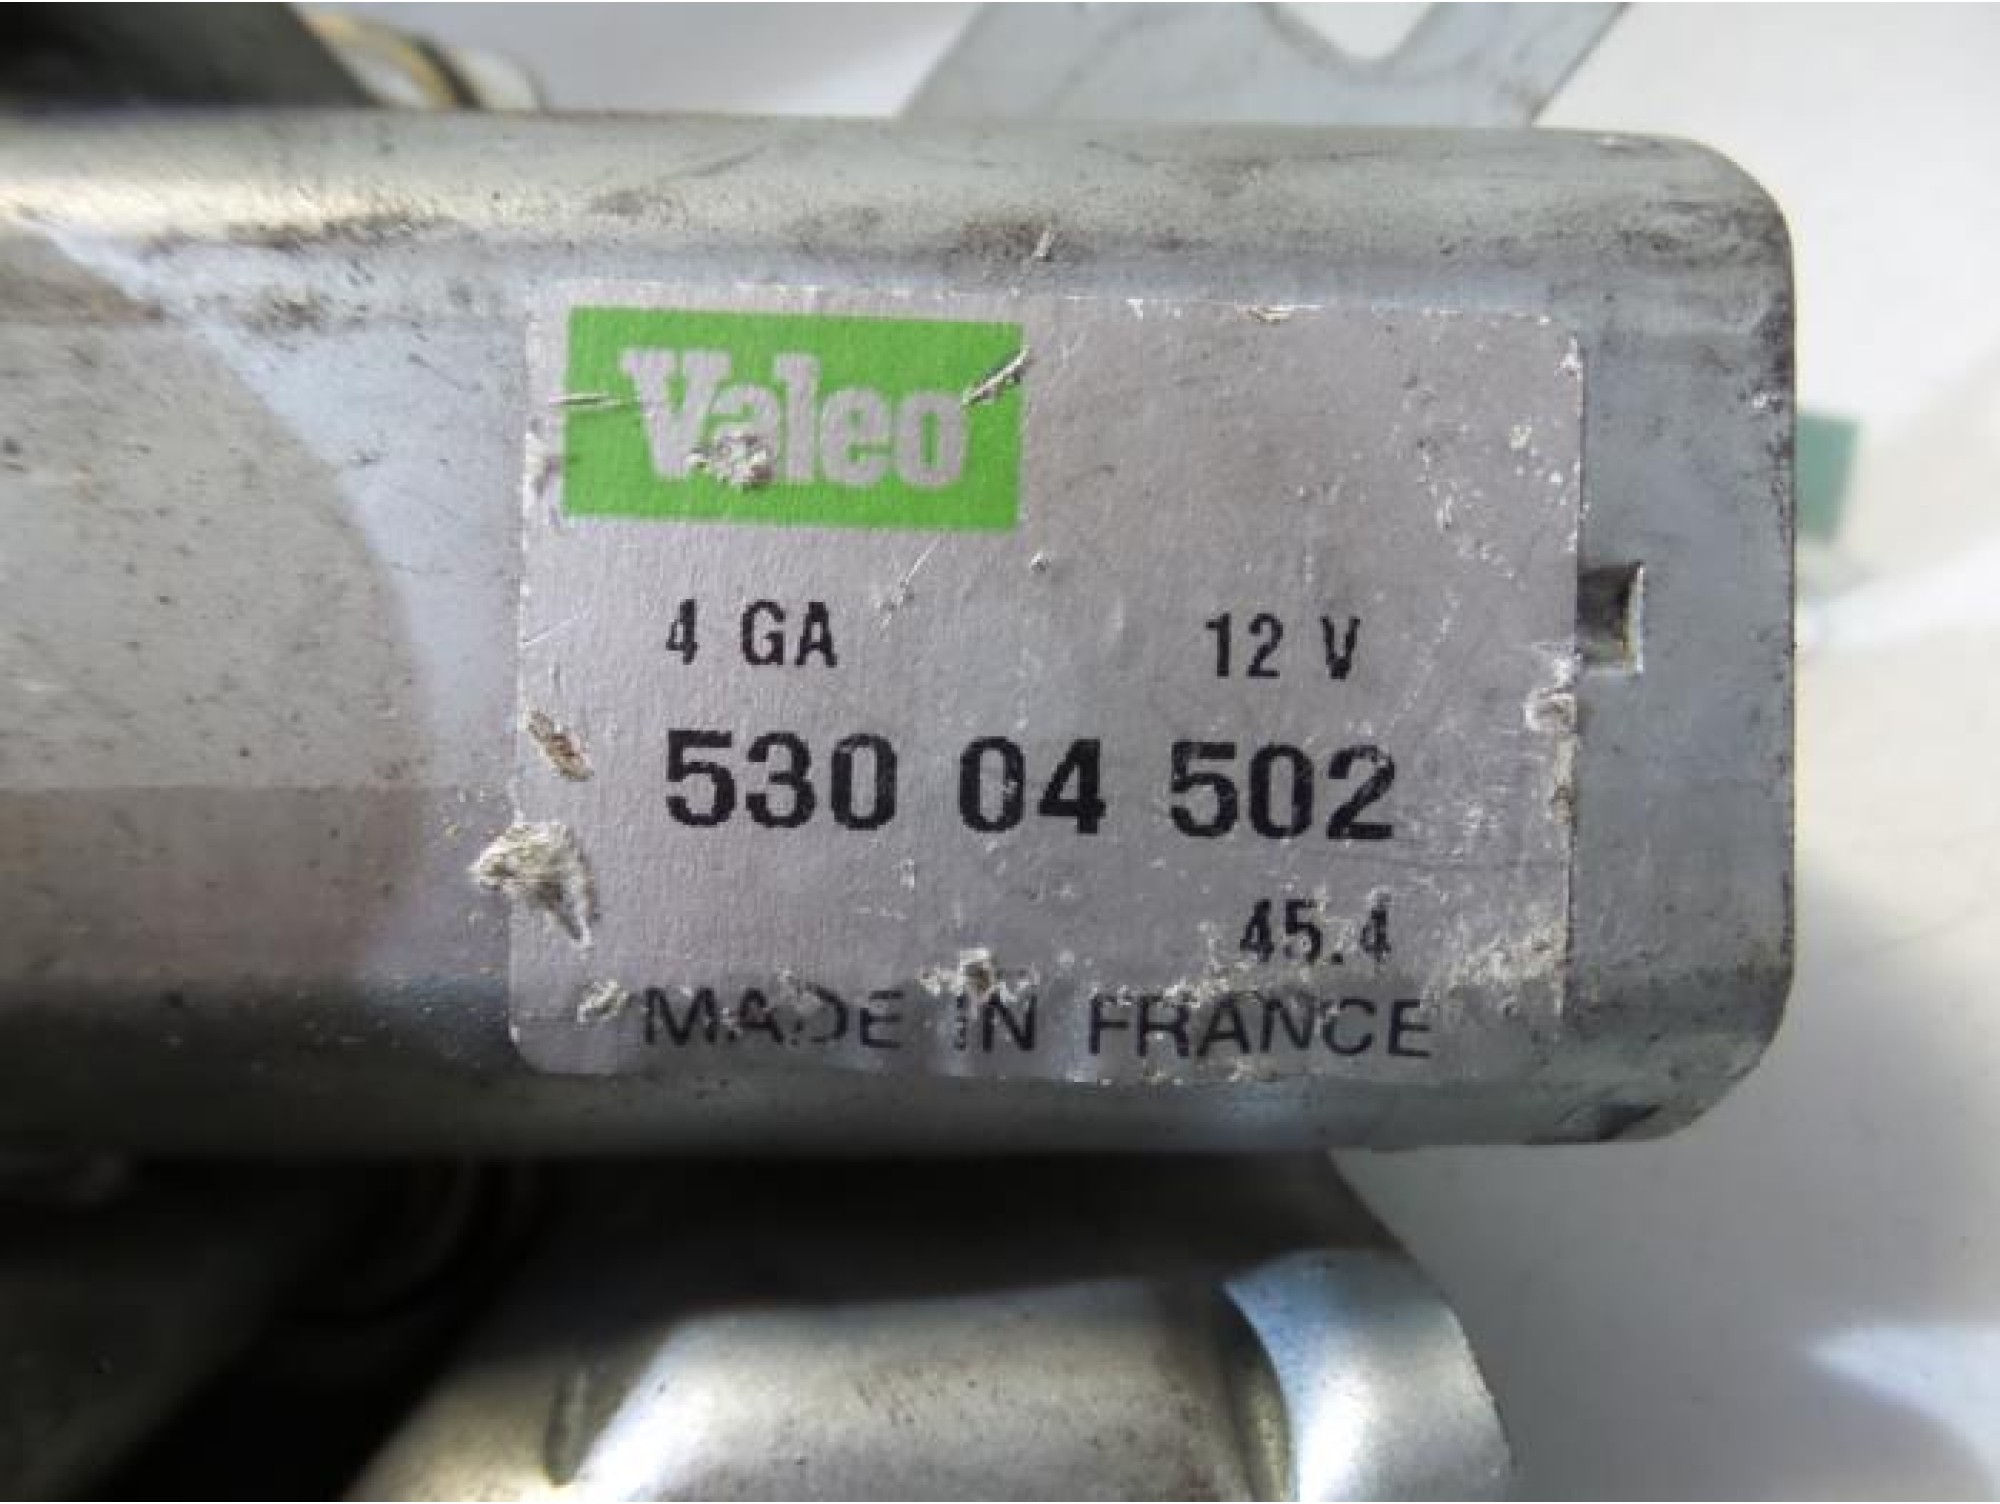 Valeo
4 GA 12 V
530 04 502
45.4
MADE IN FRANCE